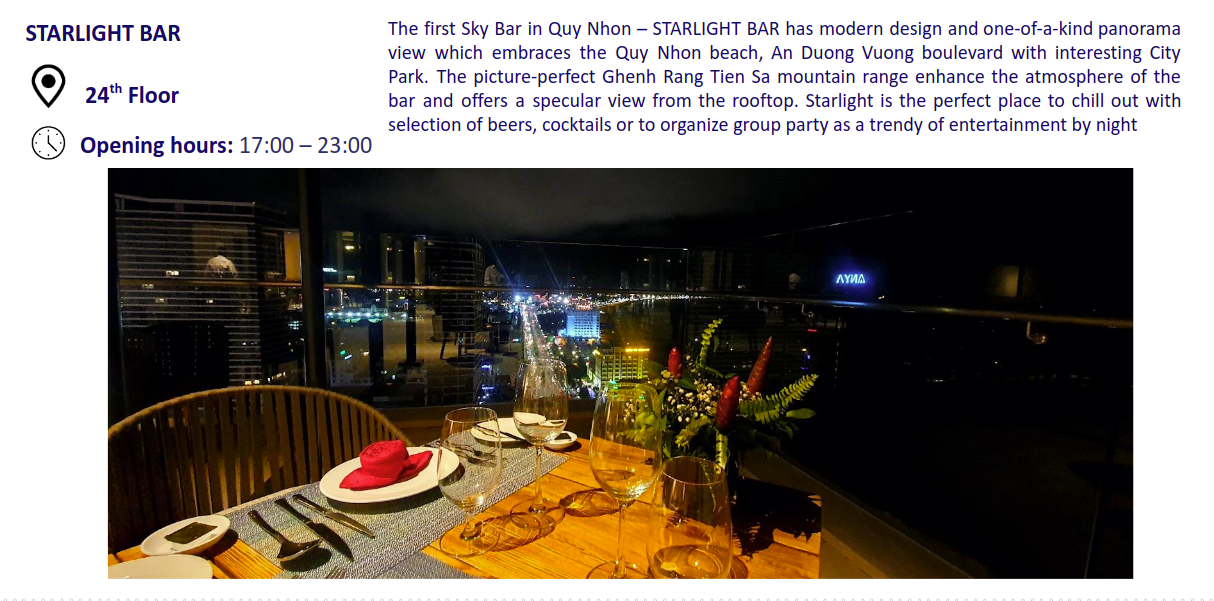 STARLIGHT BAR
24th Floor
Opening hours: 17:00 – 23:00
The first Sky Bar in Quy Nhon – STARLIGHT BAR has modern design and one-of-a-kind panorama
view which embraces the Quy Nhon beach, An Duong Vuong boulevard with interesting City
Park. The picture-perfect Ghenh Rang Tien Sa mountain range enhance the atmosphere of the
bar and offers a specular view from the rooftop. Starlight is the perfect place to chill out with
selection of beers, cocktails or to organize group party as a trendy of entertainment by night
AYNA